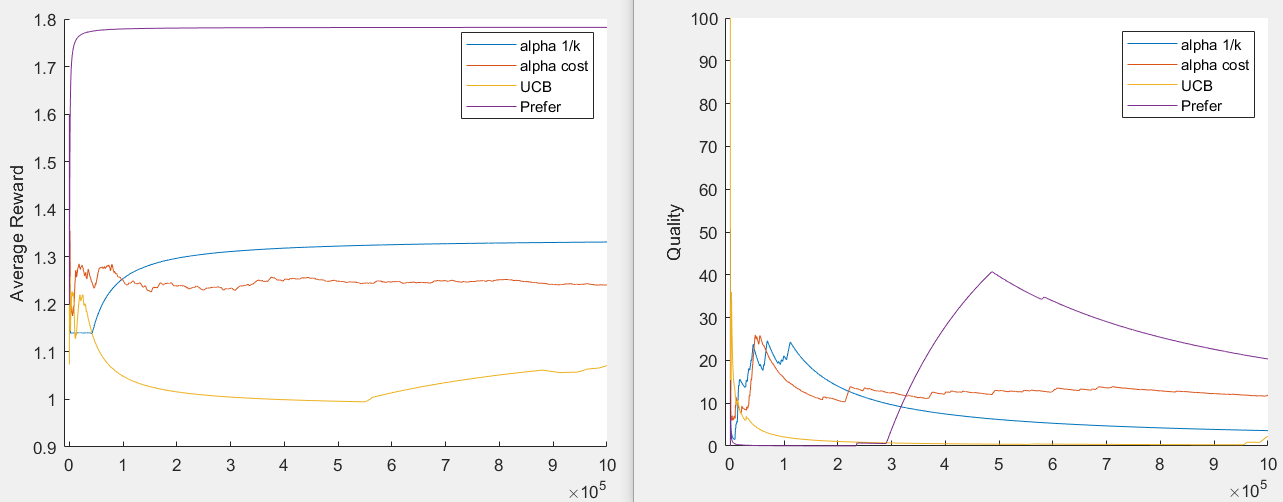 1.8
1.7
1.6
1.5
1.4
1.3
1.2
1.1
1
0.9
Average Reward
alpha 1/k
alpha cost
UCB
Prefer
0 1 2 3 4 5 6 7 8 9 10
×10^5
100
90
80
70
60
50
40
30
20
10
0
Quality
alpha 1/k
alpha cost
UCB
Prefer
0 1 2 3 4 5 6 7 8 9 10
×10^5